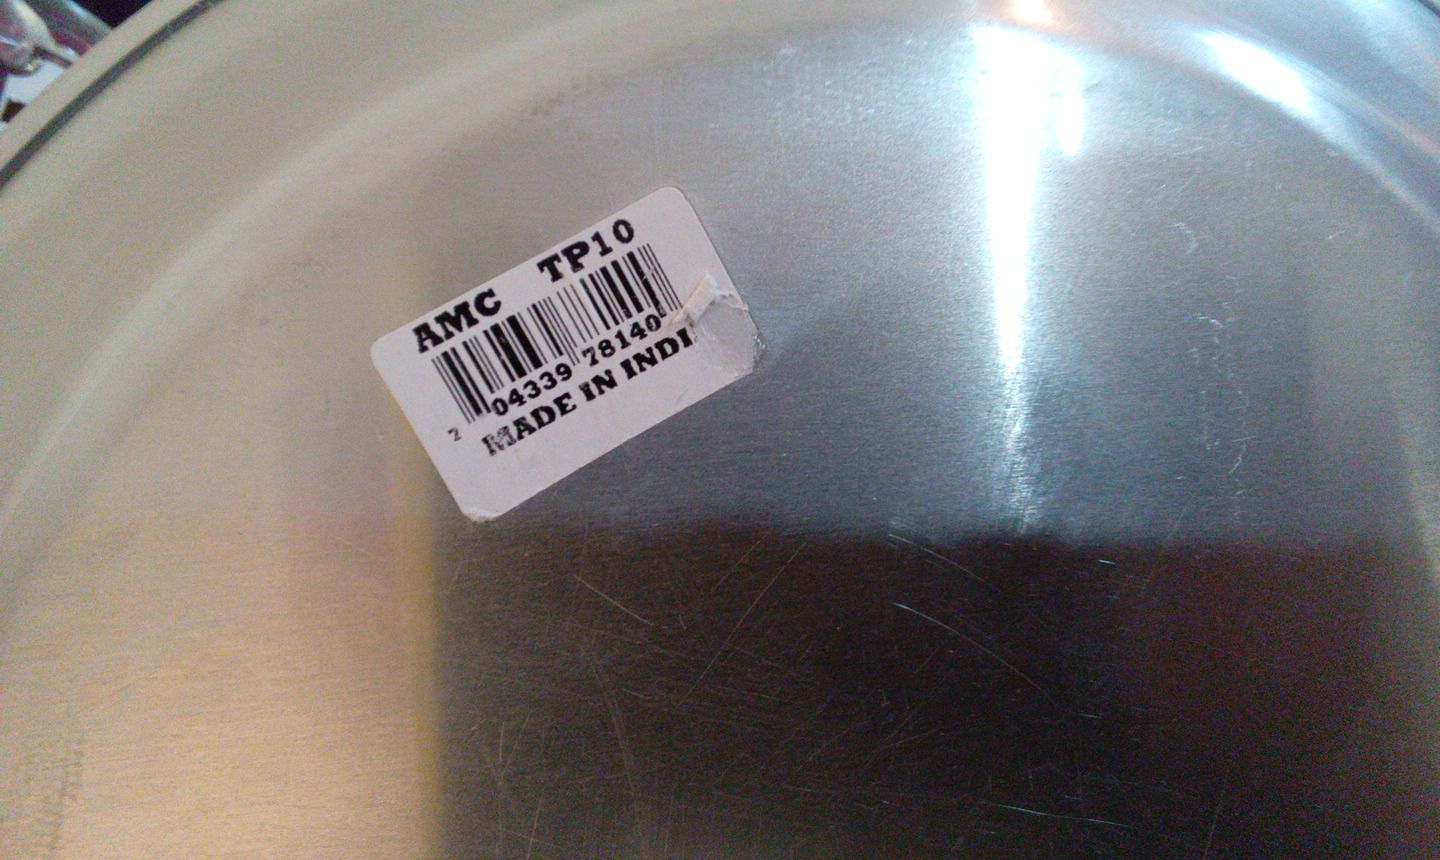 AMC TP10
2 04339 78140
MADE IN INDI